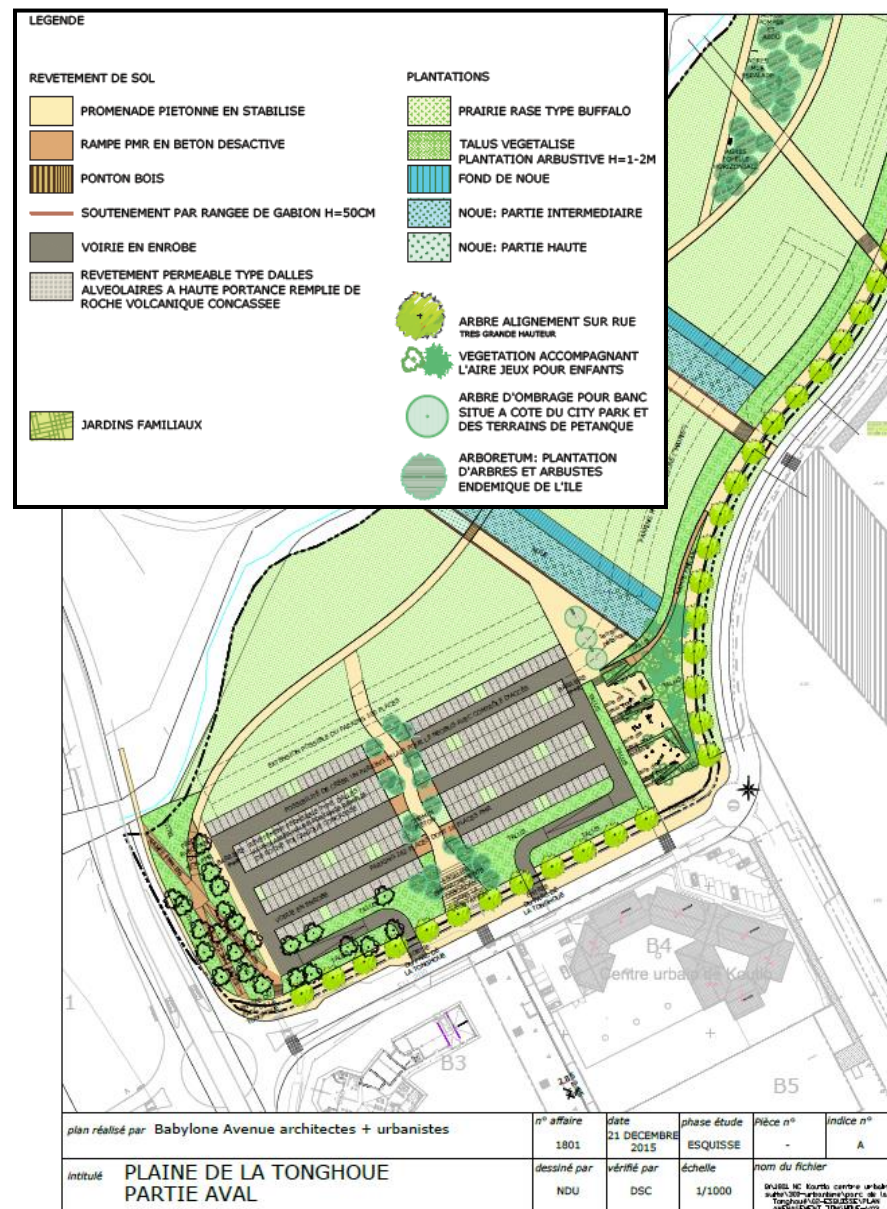 LEGENDE
REVETEMENT DE SOL
PROMENADE PIETONNE EN STABILISE
RAMPE PMR EN BETON DESACTIVE
PONTON BOIS
SOUTENEMENT PAR RANGEE DE GABION H=50CM
VOIRIE EN ENROBE
REVETEMENT PERMEABLE TYPE DALLES
ALVEOLAIRES A HAUTE PORTANCE REMPLIE DE
ROCHE VOLCANIQUE CONCASSEE
JARDINS FAMILIAUX
PLANTATIONS
PRAIRIE RASE TYPE BUFFALO
TALUS VEGETALISE
PLANTATION ARBUSTIVE H=1-2M
FOND DE NOUE
NOUE: PARTIE INTERMEDIAIRE
NOUE: PARTIE HAUTE
ARBRE ALIGNEMENT SUR RUE
TRES GRANDE HAUTEUR
VEGETATION ACCOMPAGNANT
L'AIRE JEUX POUR ENFANTS
ARBRE D'OMBRAGE POUR BANC
SITUE A COTE DU CITY PARK ET
DES TERRAINS DE PETANQUE
ARBORETUM: PLANTATION
D'ARBRES ET ARBUSTES
ENDEMIQUE DE L'ILE
NOUE
TALUS
TALUS
TALUS
VOIRIE EN ENROBE
LA TONGHOUE
LA TONGHOUE
B4
Centre urbain de Koutio
B3
B5
1
plan réalisé par Babylone Avenue architectes + urbanistes
n° affaire
1801
date
21 DECEMBRE
2015
phase étude
ESQUISSE
Pièce n°
-
indice n°
A
intitulé PLAINE DE LA TONGHOUE
PARTIE AVAL
dessiné par
NDU
vérifié par
DSC
échelle
1/1000
nom du fichier